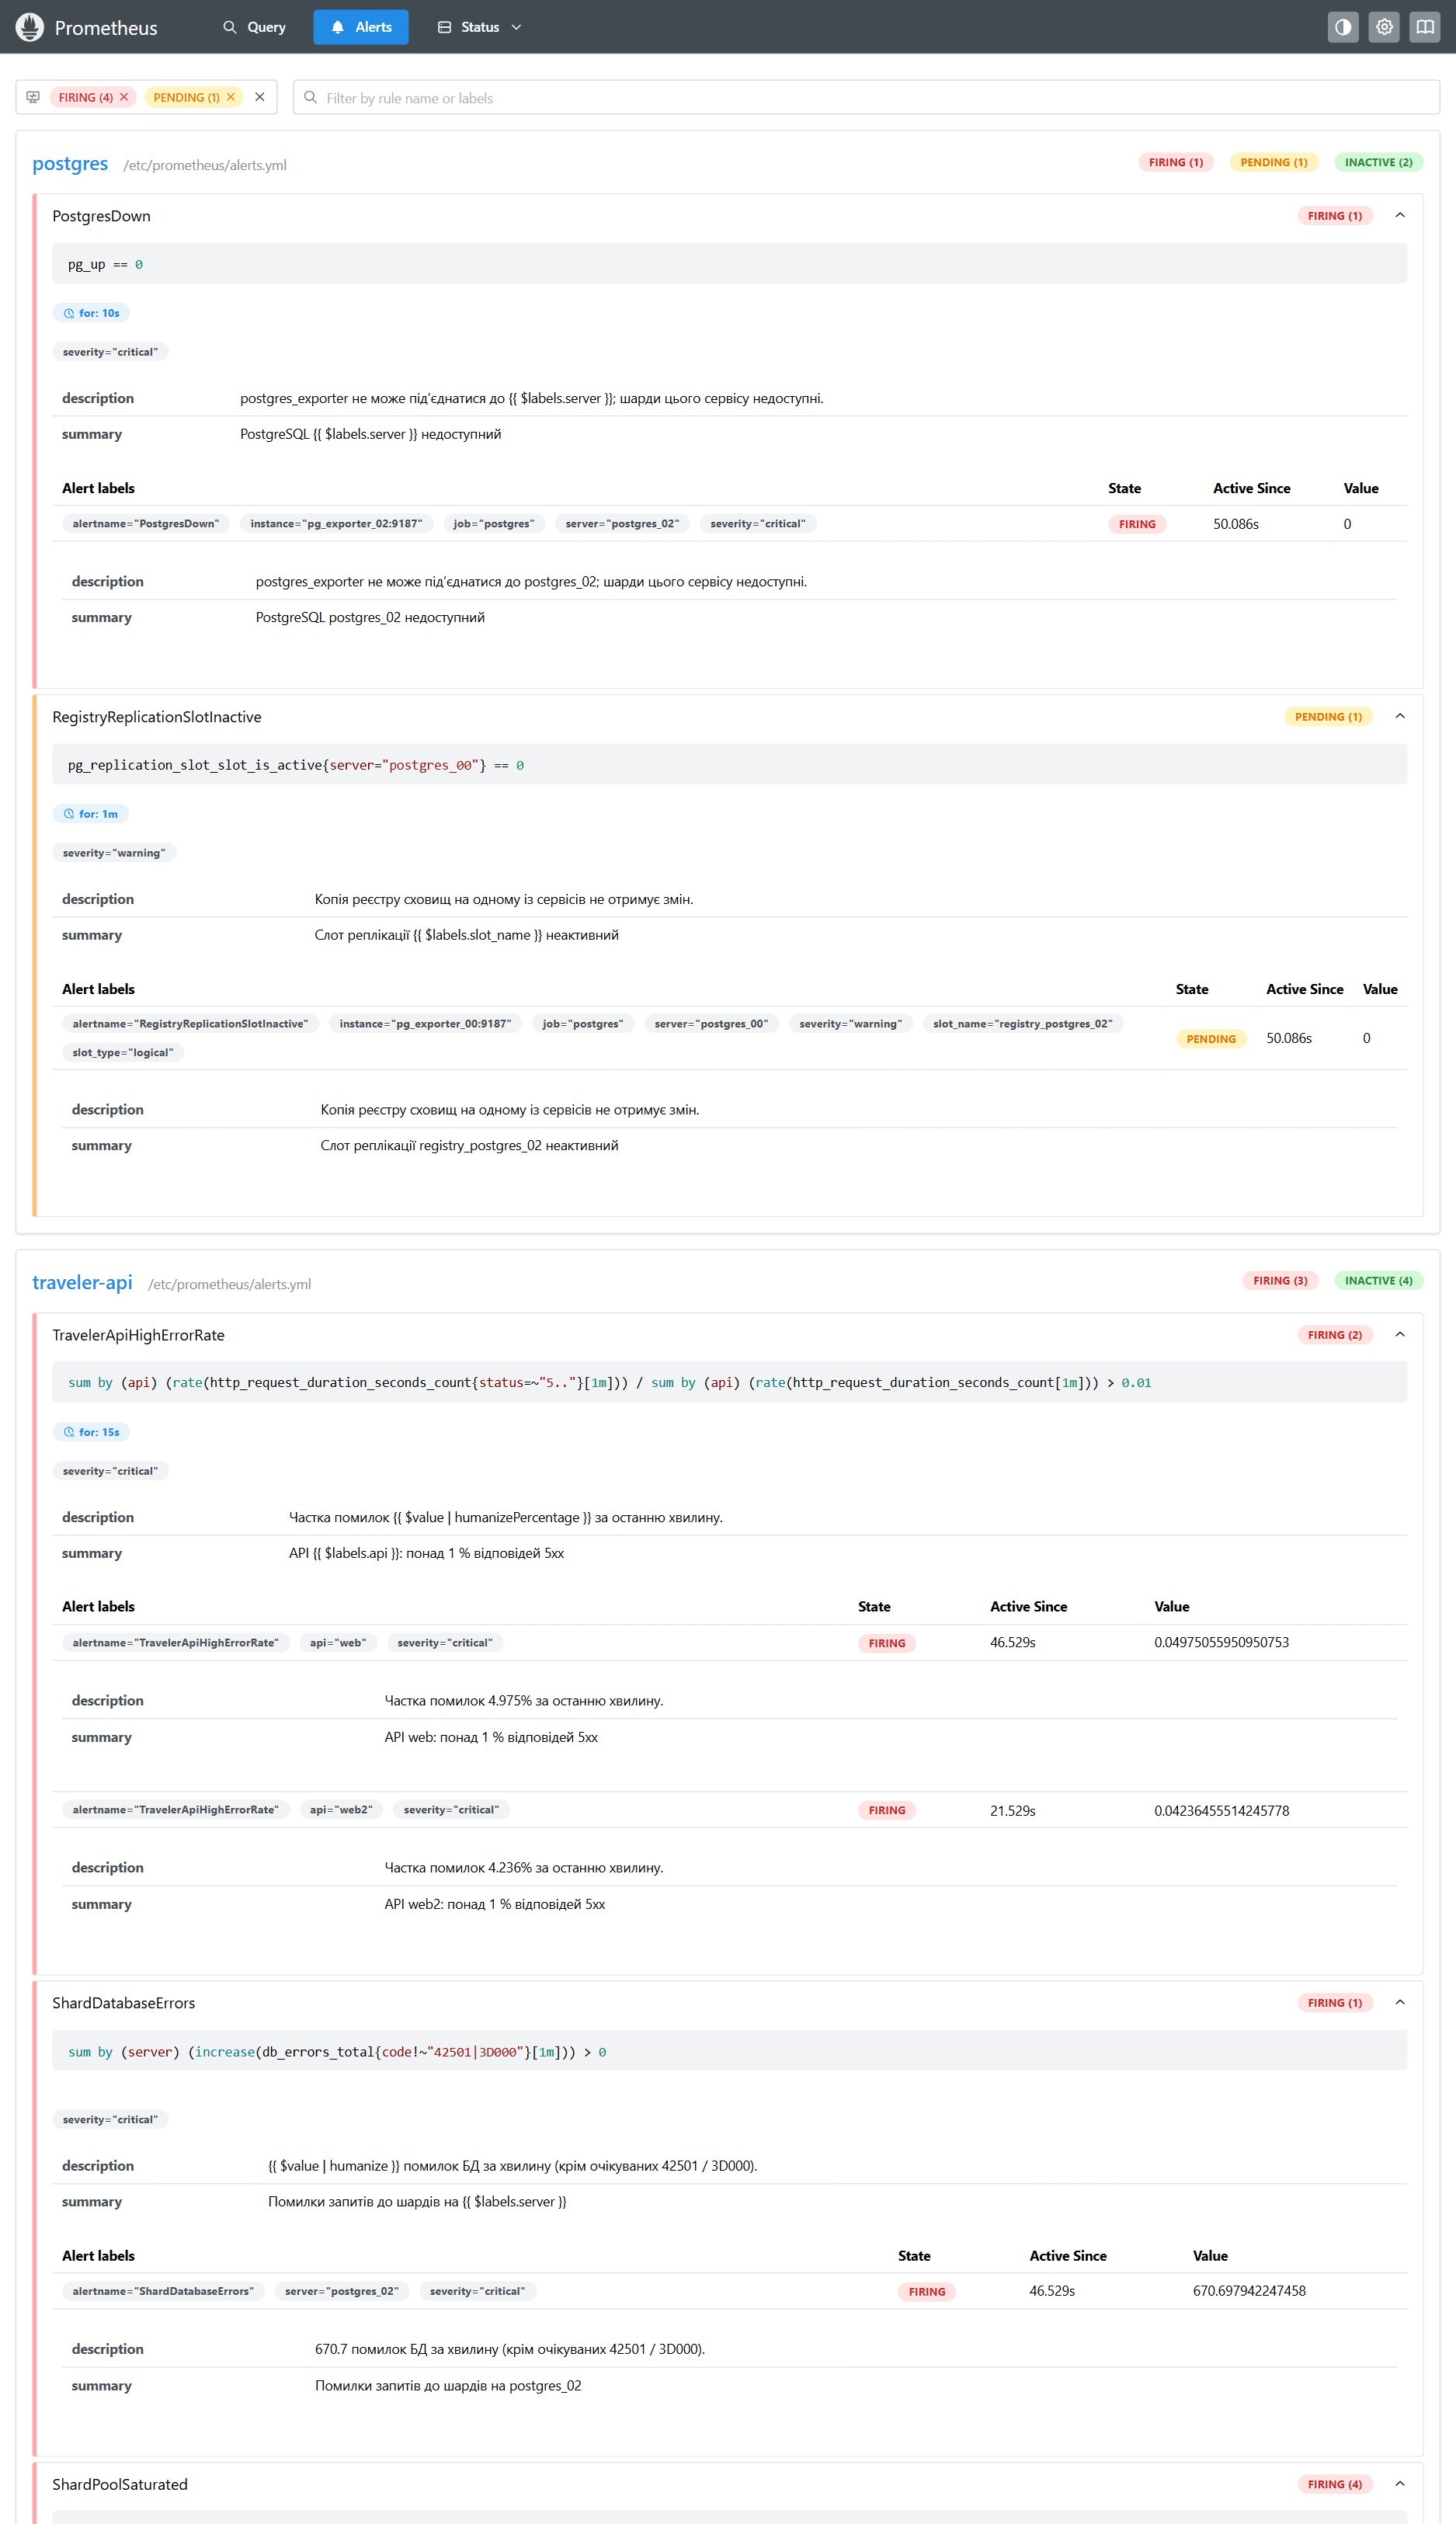 Prometheus Query Alerts Status
FIRING (4) PENDING (1) Filter by rule name or labels
postgres /etc/prometheus/alerts.yml FIRING (1) PENDING (1) INACTIVE (2)
PostgresDown FIRING (1)
pg_up == 0
for: 10s
severity="critical"
description postgres_exporter не може під’єднатися до {{ $labels.server }}; шарди цього сервісу недоступні.
summary PostgreSQL {{ $labels.server }} недоступний
Alert labels State Active Since Value
alertname="PostgresDown" instance="pg_exporter_02:9187" job="postgres" server="postgres_02" severity="critical" FIRING 50.086s 0
description postgres_exporter не може під’єднатися до postgres_02; шарди цього сервісу недоступні.
summary PostgreSQL postgres_02 недоступний
RegistryReplicationSlotInactive PENDING (1)
pg_replication_slot_slot_is_active{server="postgres_00"} == 0
for: 1m
severity="warning"
description Копія реєстру сховищ на одному із сервісів не отримує змін.
summary Слот реплікації {{ $labels.slot_name }} неактивний
Alert labels State Active Since Value
alertname="RegistryReplicationSlotInactive" instance="pg_exporter_00:9187" job="postgres" server="postgres_00" severity="warning" slot_name="registry_postgres_02"
slot_type="logical" PENDING 50.086s 0
description Копія реєстру сховищ на одному із сервісів не отримує змін.
summary Слот реплікації registry_postgres_02 неактивний
traveler-api /etc/prometheus/alerts.yml FIRING (3) INACTIVE (4)
TravelerApiHighErrorRate FIRING (2)
sum by (api) (rate(http_request_duration_seconds_count{status=~"5.."}[1m])) / sum by (api) (rate(http_request_duration_seconds_count[1m])) > 0.01
for: 15s
severity="critical"
description Частка помилок {{ $value | humanizePercentage }} за останню хвилину.
summary API {{ $labels.api }}: понад 1 % відповідей 5xx
Alert labels State Active Since Value
alertname="TravelerApiHighErrorRate" api="web" severity="critical" FIRING 46.529s 0.04975055950950753
description Частка помилок 4.975% за останню хвилину.
summary API web: понад 1 % відповідей 5xx
alertname="TravelerApiHighErrorRate" api="web2" severity="critical" FIRING 21.529s 0.04236455514245778
description Частка помилок 4.236% за останню хвилину.
summary API web2: понад 1 % відповідей 5xx
ShardDatabaseErrors FIRING (1)
sum by (server) (increase(db_errors_total{code!~"42501|3D000"}[1m])) > 0
severity="critical"
description {{ $value | humanize }} помилок БД за хвилину (крім очікуваних 42501 / 3D000).
summary Помилки запитів до шардів на {{ $labels.server }}
Alert labels State Active Since Value
alertname="ShardDatabaseErrors" server="postgres_02" severity="critical" FIRING 46.529s 670.697942247458
description 670.7 помилок БД за хвилину (крім очікуваних 42501 / 3D000).
summary Помилки запитів до шардів на postgres_02
ShardPoolSaturated FIRING (4)